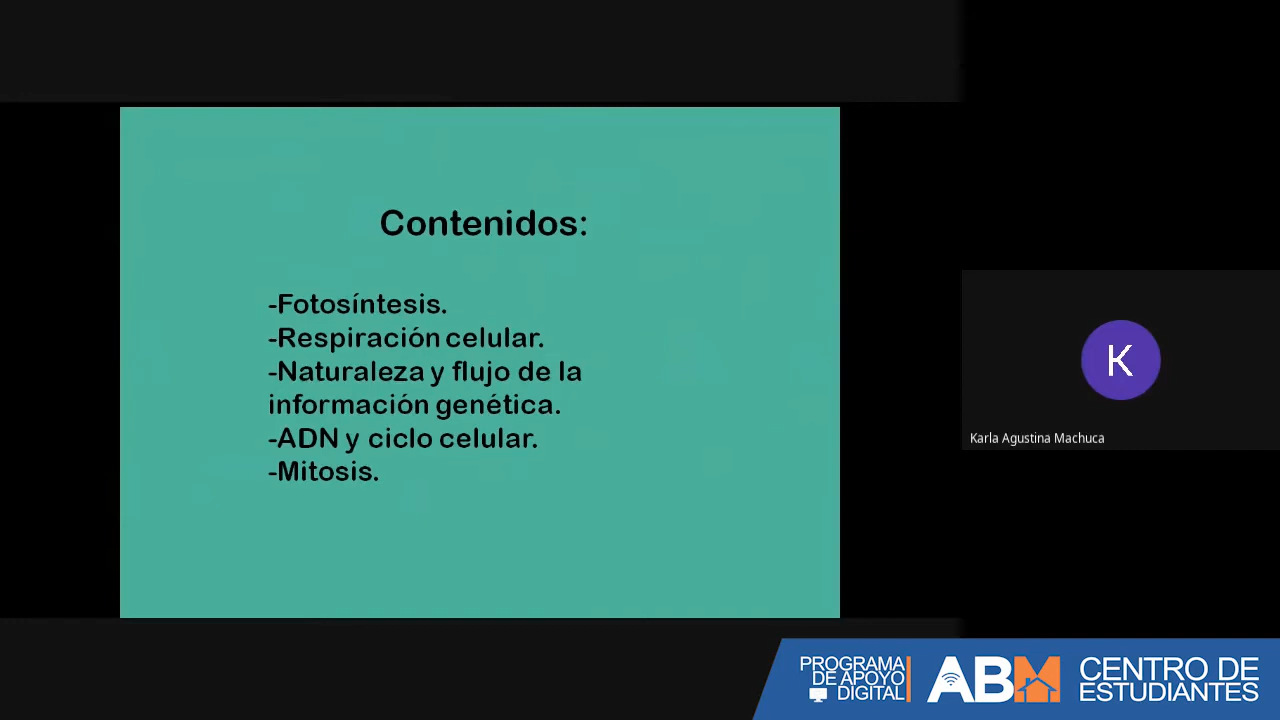 Contenidos:
-Fotosíntesis.
-Respiración celular.
-Naturaleza y flujo de la
información genética.
-ADN y ciclo celular.
-Mitosis.
K
Karla Agustina Machuca
PROGRAMA
DE APOYO
DIGITAL
ABM
CENTRO DE
ESTUDIANTES